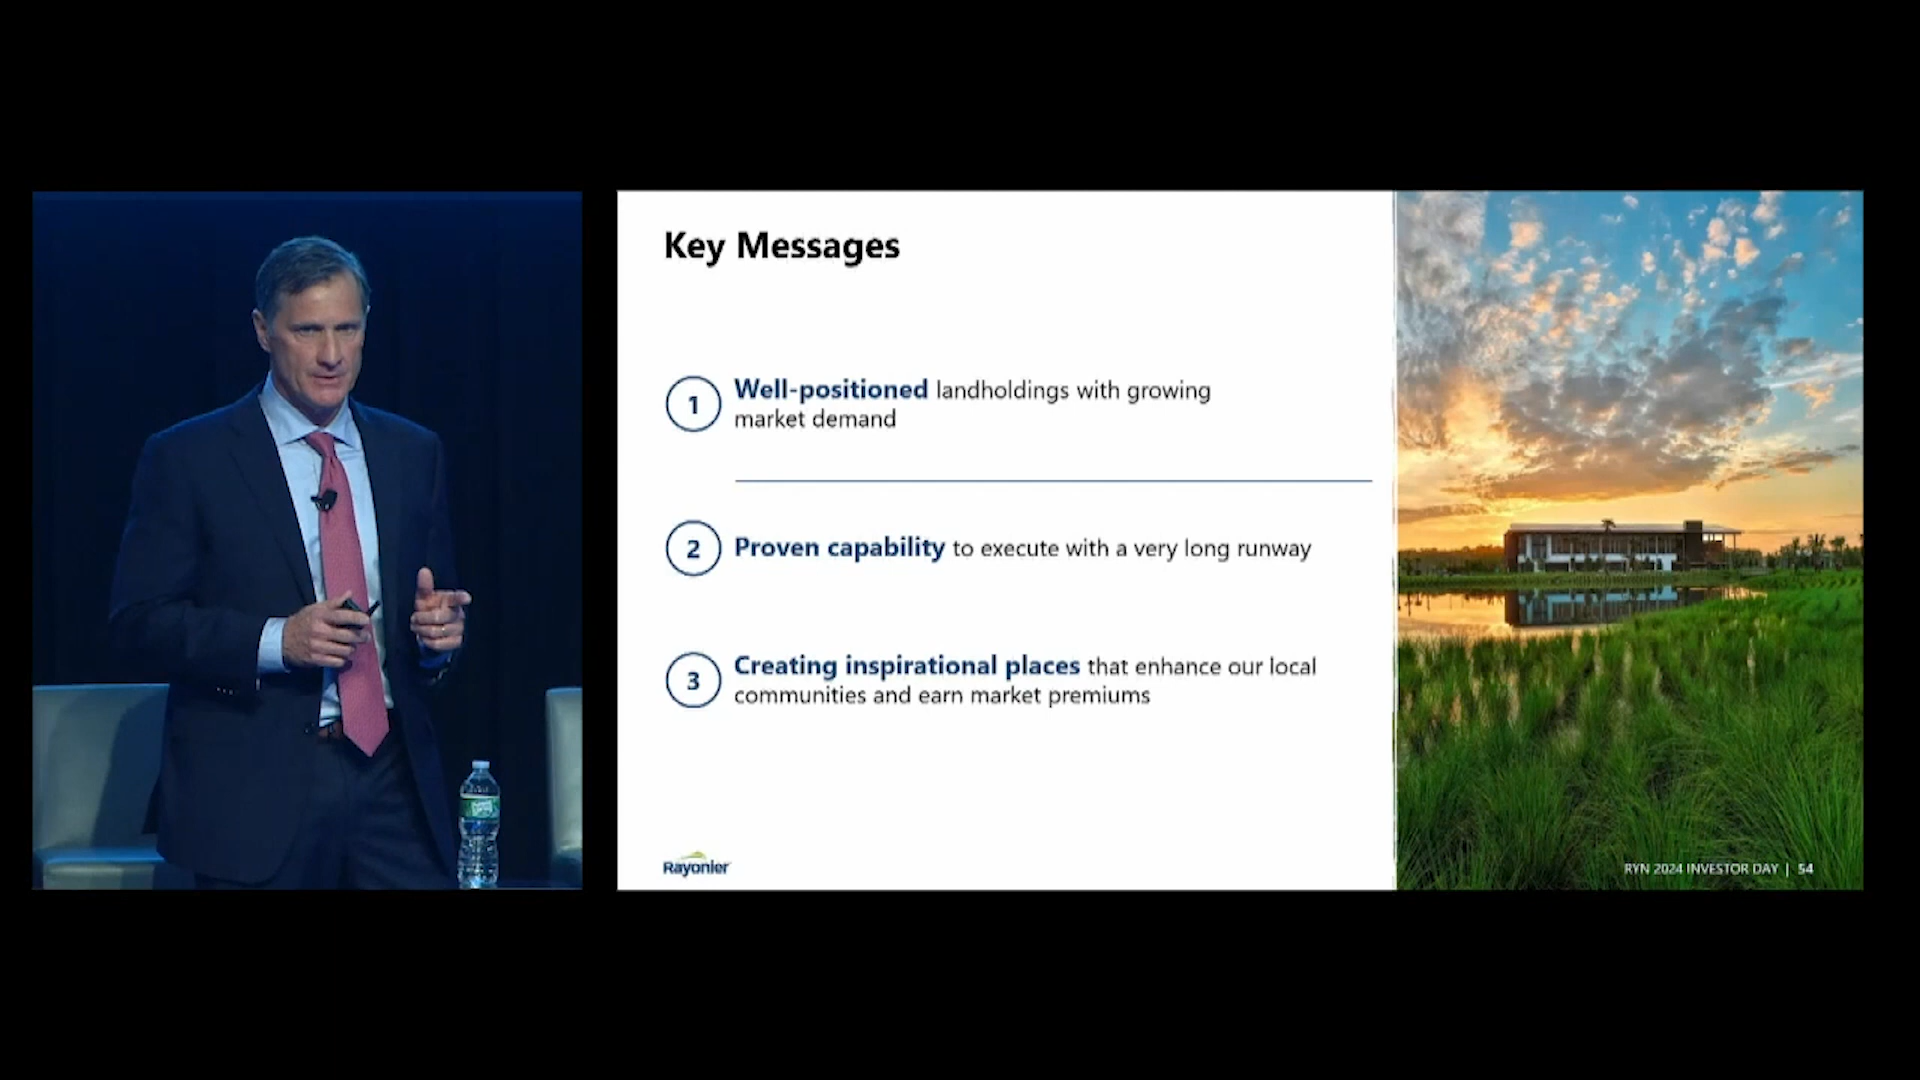 Key Messages
1
Well-positioned landholdings with growing
market demand
2
Proven capability to execute with a very long runway
3
Creating inspirational places that enhance our local
communities and earn market premiums
Rayonier
RYN 2024 INVESTOR DAY | 54